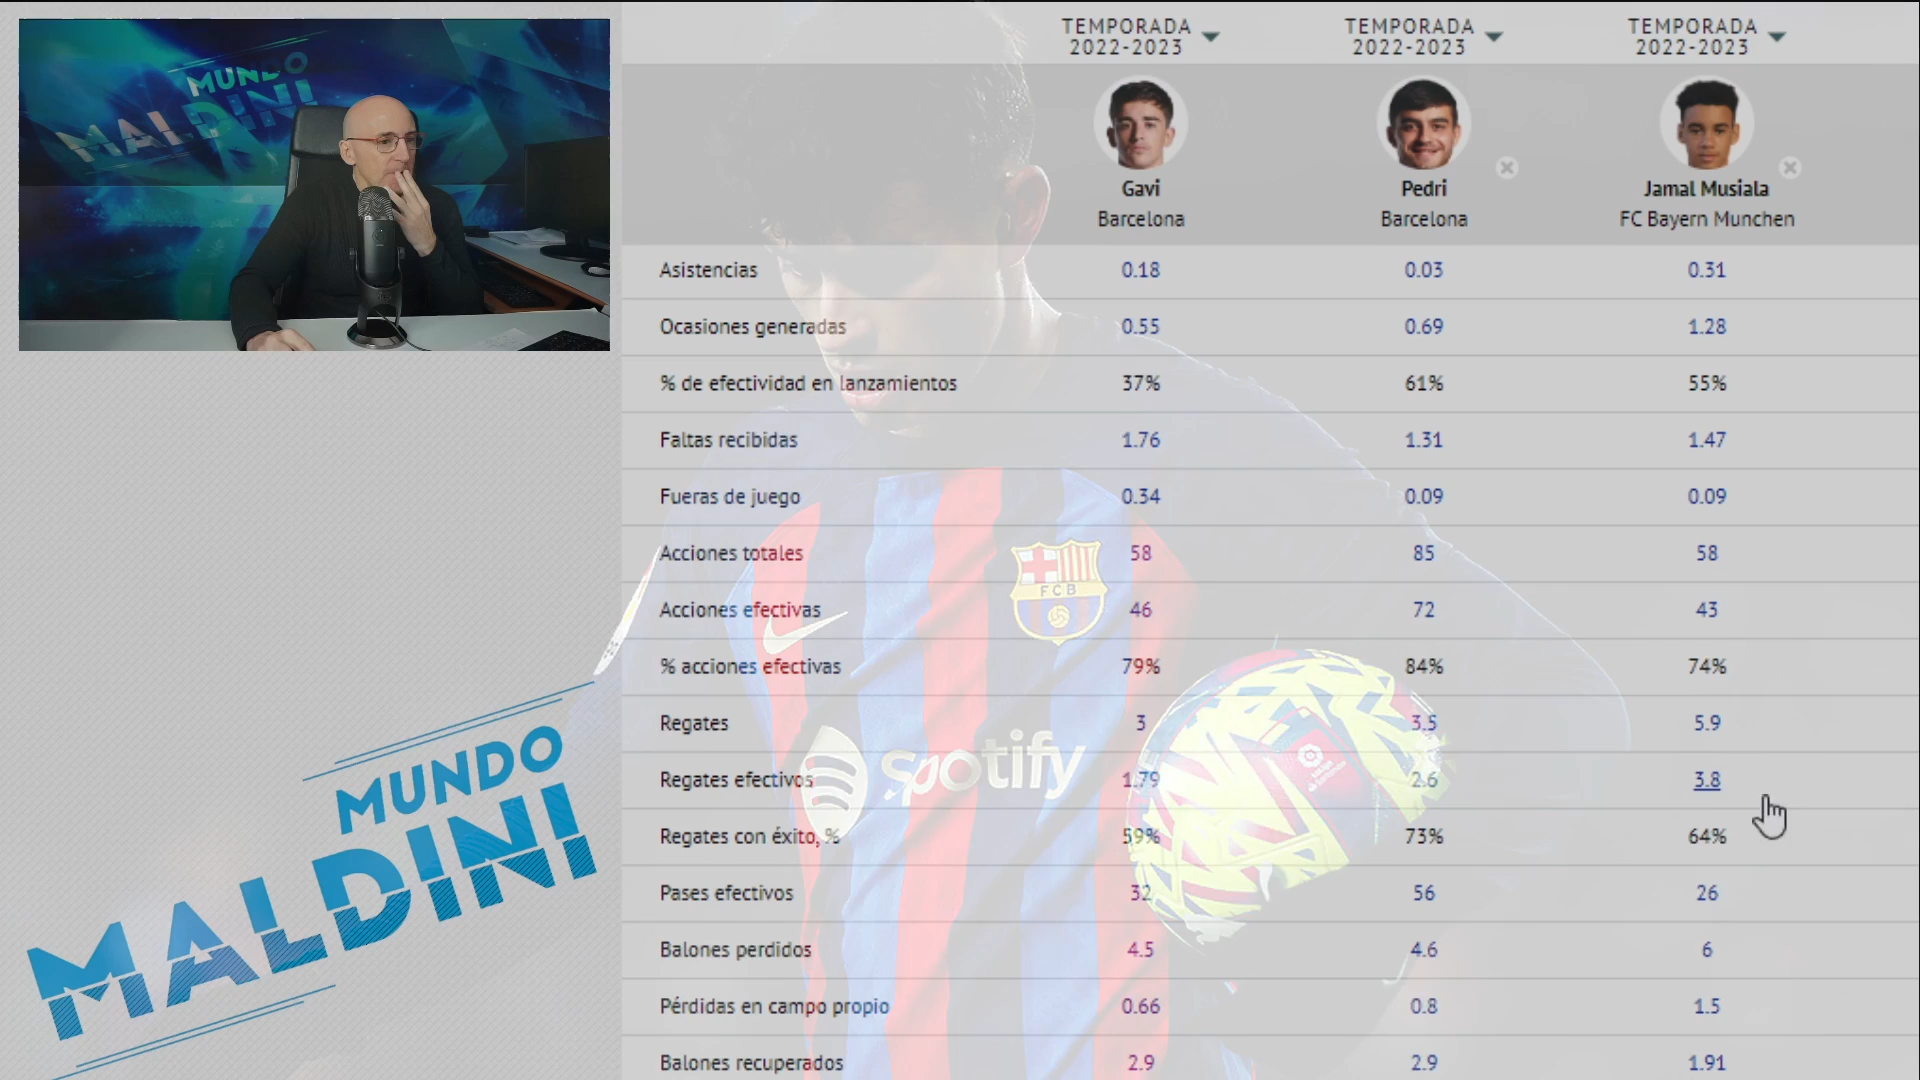 MUNDO
MALDINI
TEMPORADA
2022-2023
TEMPORADA
2022-2023
TEMPORADA
2022-2023
Gavi
Barcelona
Pedri
Barcelona
Jamal Musiala
FC Bayern Munchen
Asistencias 0.18 0.03 0.31
Ocasiones generadas 0.55 0.69 1.28
% de efectividad en lanzamientos 37% 61% 55%
Faltas recibidas 1.76 1.31 1.47
Fueras de juego 0.34 0.09 0.09
Acciones totales 58 85 58
Acciones efectivas 46 72 43
% acciones efectivas 79% 84% 74%
Regates 3 3.5 5.9
Regates efectivos 1.79 2.6 3.8
Regates con éxito, % 59% 73% 64%
Pases efectivos 32 56 26
Balones perdidos 4.5 4.6 6
Pérdidas en campo propio 0.66 0.8 1.5
Balones recuperados 2.9 2.9 1.91
FCB
Spotify
MUNDO
MALDINI